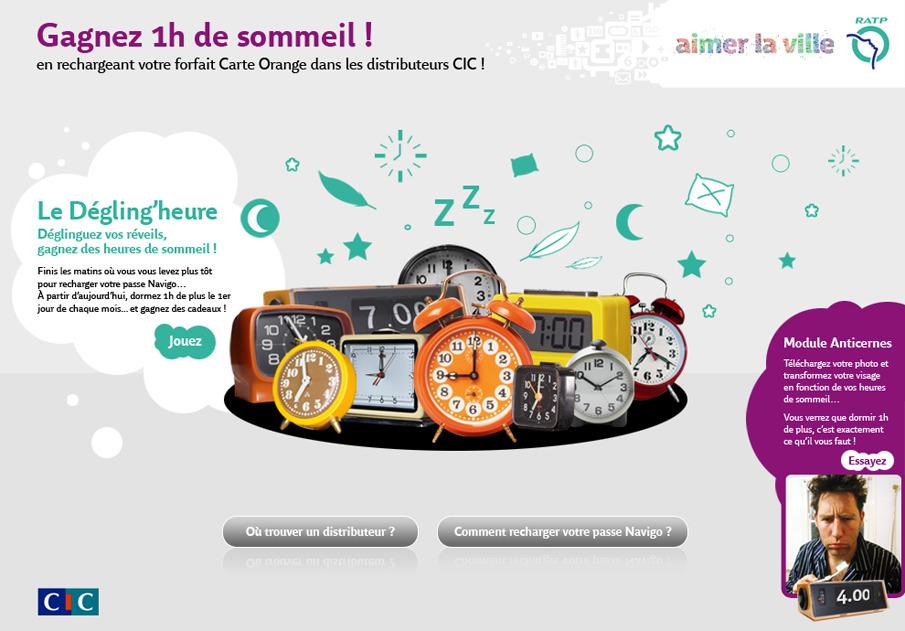 Gagnez 1h de sommeil !
en rechargeant votre forfait Carte Orange dans les distributeurs CIC !
aimer la ville
RATP
Le Dégling'heure
Déglinguez vos réveils,
gagnez des heures de sommeil !
Finis les matins où vous vous levez plus tôt
pour recharger votre passe Navigo...
À partir d'aujourd'hui, dormez 1h de plus le 1er
jour de chaque mois... et gagnez des cadeaux !
Jouez
Z Z Z
7 00
:00
Module Anticernes
Téléchargez votre photo et
transformez votre visage
en fonction de vos heures
de sommeil...
Vous verrez que dormir 1h
de plus, c'est exactement
ce qu'il vous faut !
Essayez
4.00
Où trouver un distributeur ?
Comment recharger votre passe Navigo ?
CIC